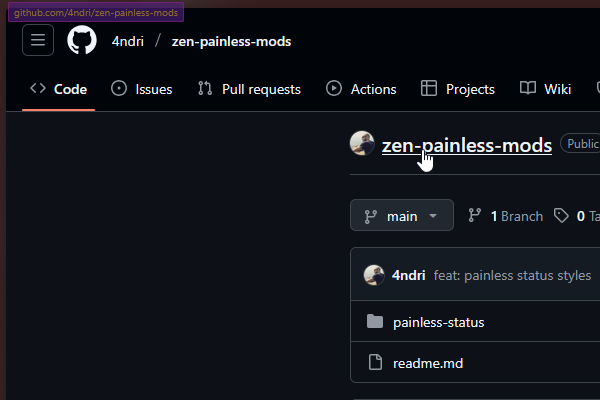 github.com/4ndri/zen-painless-mods
4ndri / zen-painless-mods
Code Issues Pull requests Actions Projects Wiki
zen-painless-mods Public
main 1 Branch 0 Ta
4ndri feat: painless status styles
painless-status
readme.md